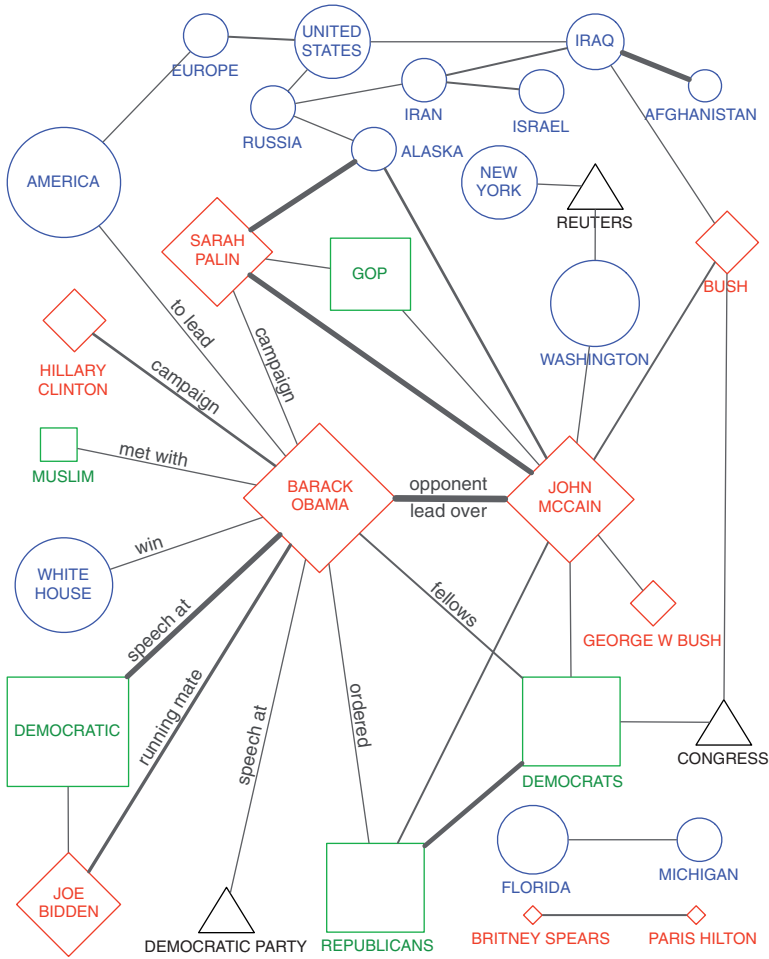 UNITED
STATES
IRAQ
EUROPE
IRAN
ISRAEL
AFGHANISTAN
RUSSIA
ALASKA
AMERICA
NEW
YORK
REUTERS
SARAH
PALIN
GOP
BUSH
WASHINGTON
to lead
campaign
HILLARY
CLINTON
campaign
MUSLIM
met with
BARACK
OBAMA
opponent
lead over
JOHN
MCCAIN
WHITE
HOUSE
win
speech at
fellows
GEORGE W BUSH
DEMOCRATIC
running mate
speech at
ordered
DEMOCRATS
CONGRESS
JOE
BIDDEN
DEMOCRATIC PARTY
REPUBLICANS
FLORIDA
MICHIGAN
BRITNEY SPEARS
PARIS HILTON